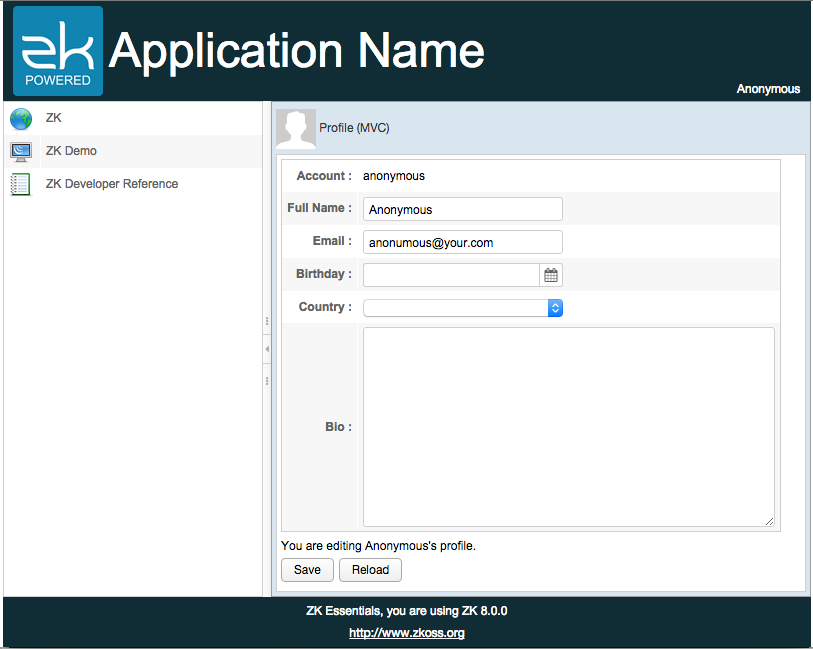 zk
POWERED
Application Name
Anonymous
ZK
ZK Demo
ZK Developer Reference
Profile (MVC)
Account : anonymous
Full Name : Anonymous
Email : anonumous@your.com
Birthday :
Country :
Bio :
You are editing Anonymous's profile.
Save Reload
ZK Essentials, you are using ZK 8.0.0
http://www.zkoss.org